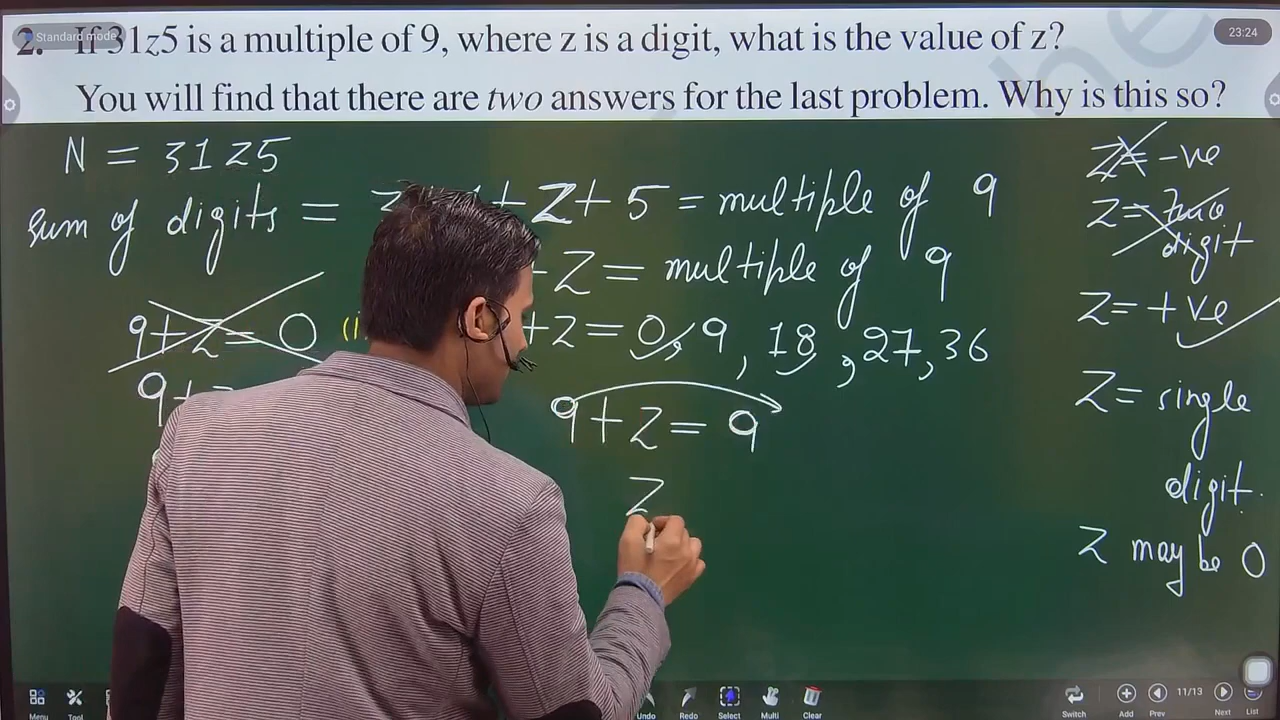 2. If 31z5 is a multiple of 9, where z is a digit, what is the value of z?
Standard mode
23:24
You will find that there are two answers for the last problem. Why is this so?
N = 31z5
Sum of digits = + z + 5 = multiple of 9
+ z = multiple of 9
9 + z = 0
+ z = 0, 9, 18, 27, 36
9 +
9 + z = 9
z
z = -ve
z = two digit
z = + ve
z = single digit.
z may be 0
Menu
Tool
Undo
Redo
Select
Multi
Clear
Switch
Add
Prev
11/13
Next
List